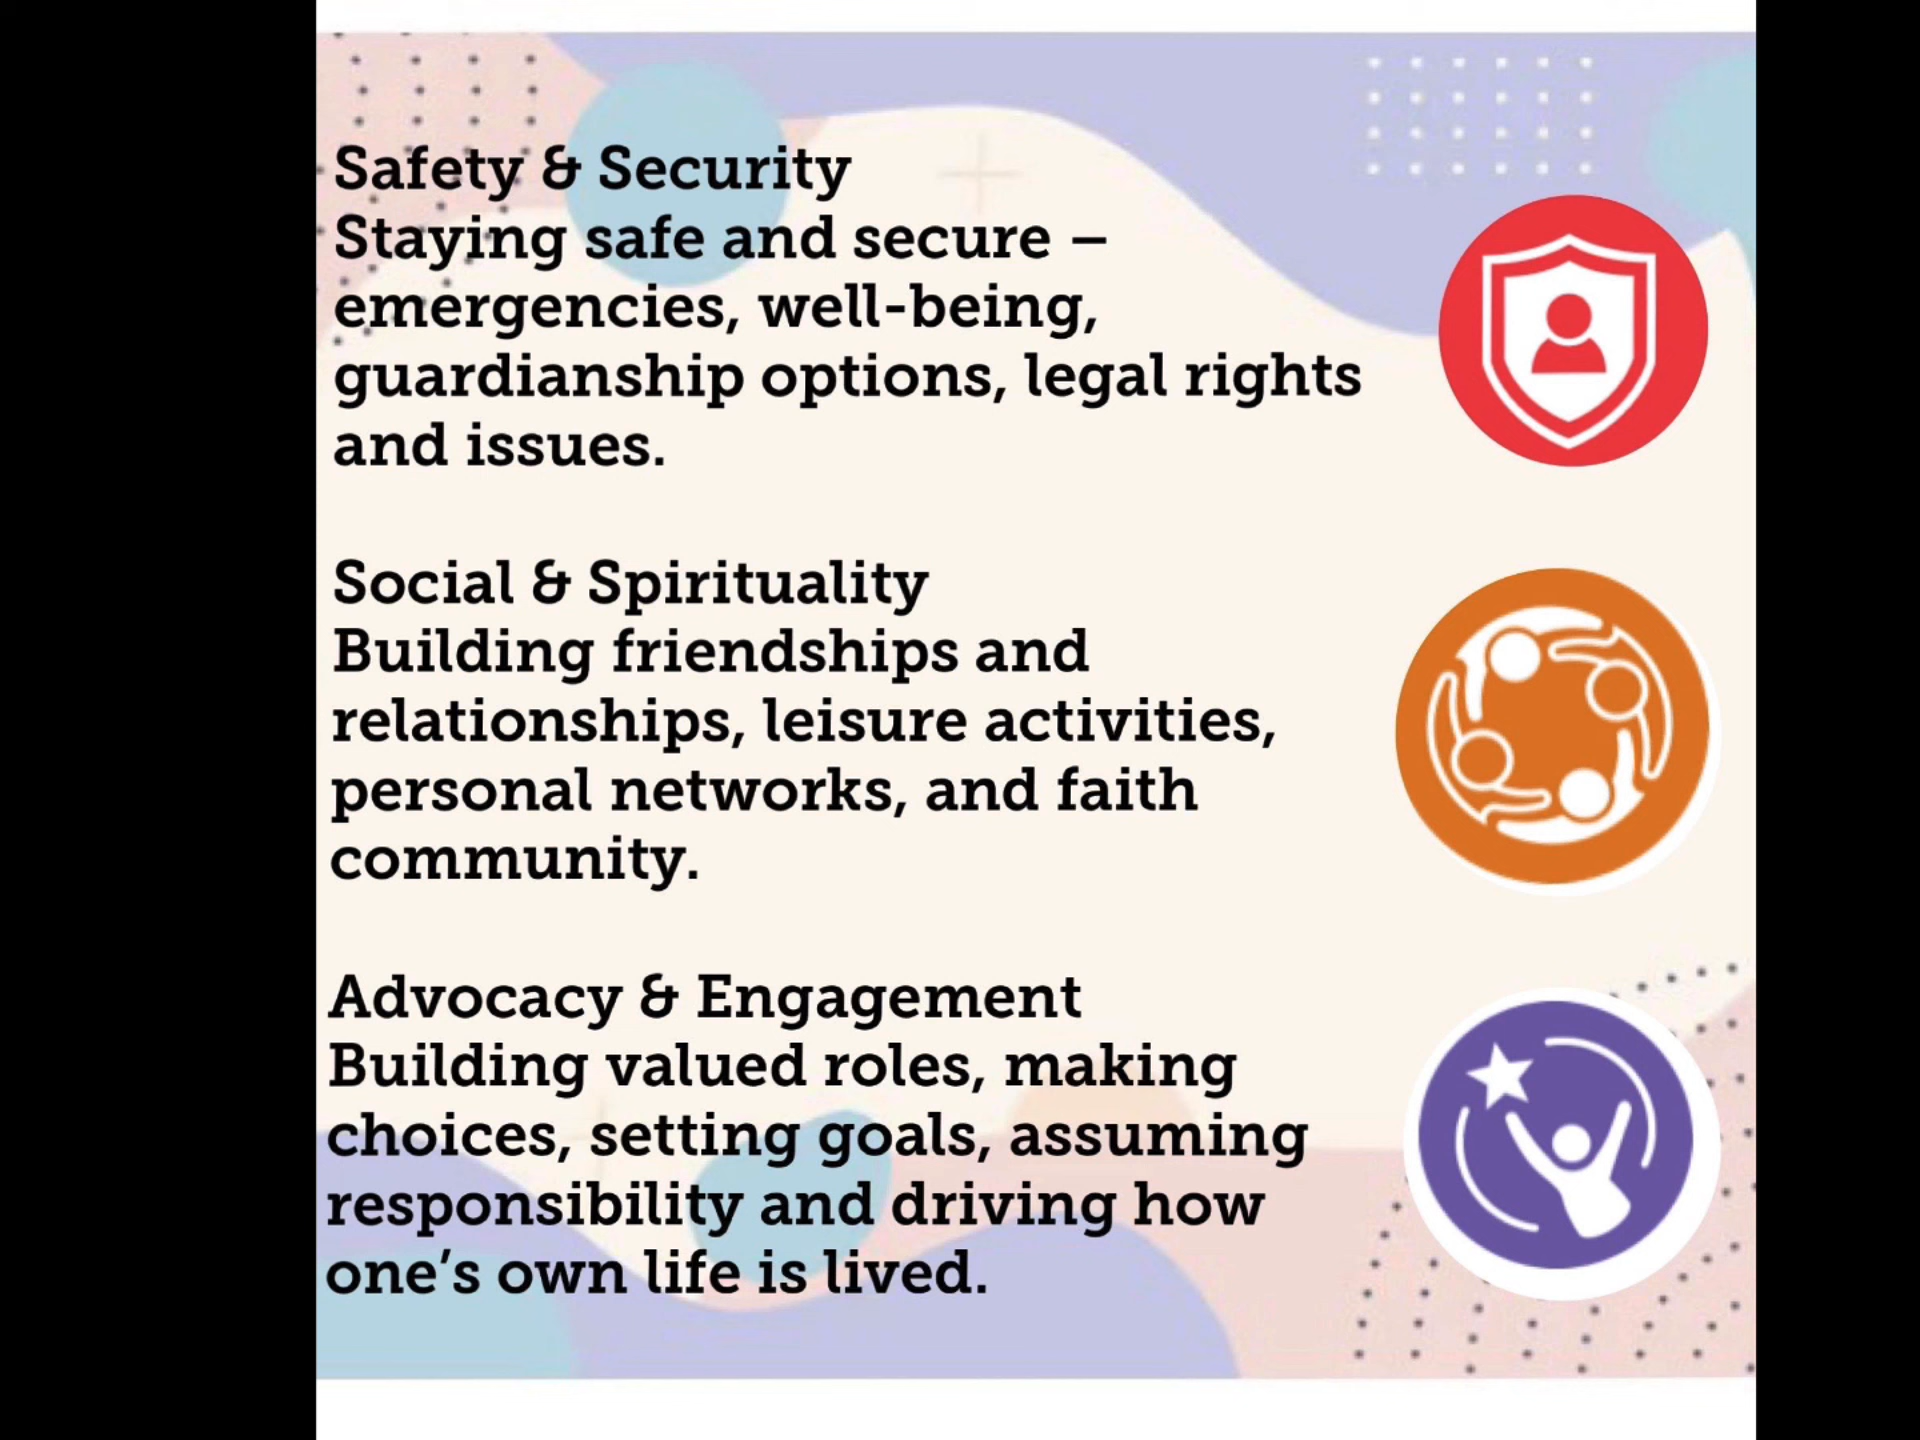 Safety & Security
Staying safe and secure –
emergencies, well-being,
guardianship options, legal rights
and issues.
Social & Spirituality
Building friendships and
relationships, leisure activities,
personal networks, and faith
community.
Advocacy & Engagement
Building valued roles, making
choices, setting goals, assuming
responsibility and driving how
one’s own life is lived.